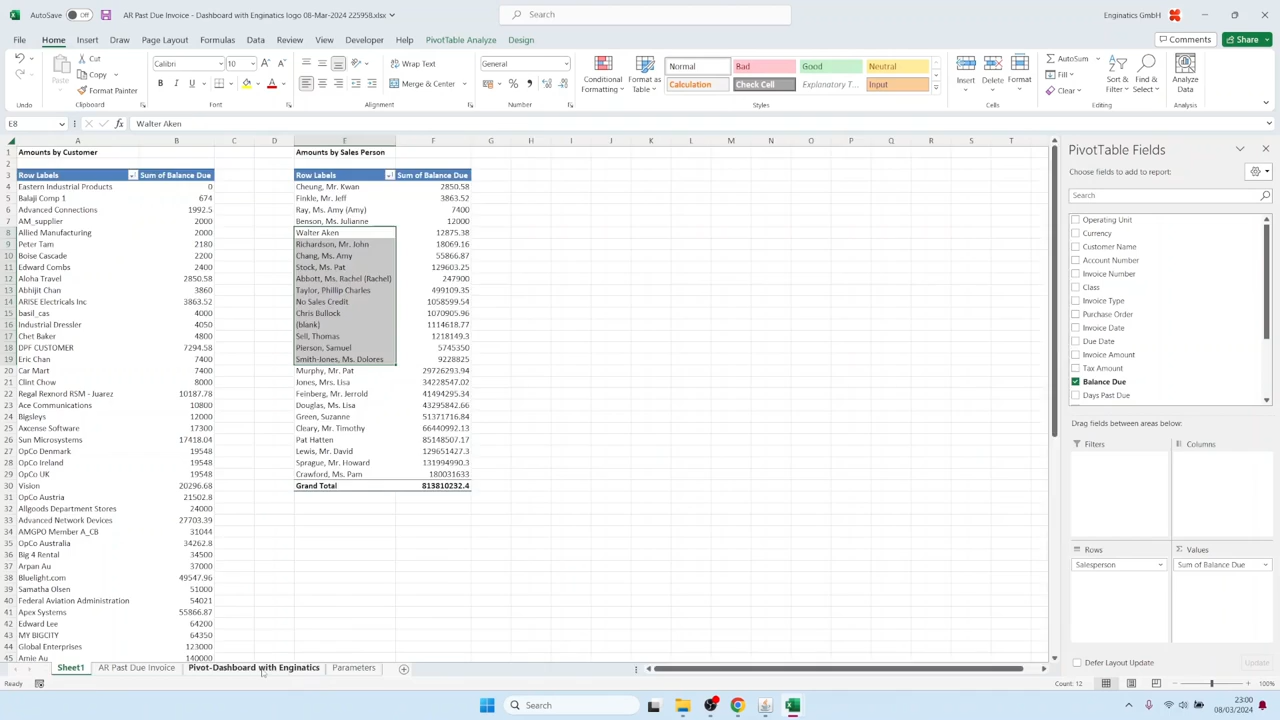 AutoSave Off AR Past Due Invoice - Dashboard with Enginatics logo 08-Mar-2024 225958.xlsx Search Enginatics GmbH
File Home Insert Draw Page Layout Formulas Data Review View Developer Help PivotTable Analyze Design Comments Share
Undo
Paste Cut Copy Format Painter Clipboard
Calibri 10 B I U Font
Wrap Text Merge & Center Alignment
General Number
Conditional Formatting Format as Table
Normal Bad Good Neutral
Calculation Check Cell Explanatory T... Input
Styles
Insert Delete Format Cells
AutoSum Fill Clear Sort & Filter Find & Select Editing
Analyze Data Analysis
E8 fx Walter Aken
A B C D E F G H I J K L M N O P Q R S T
1 Amounts by Customer Amounts by Sales Person
2
3 Row Labels Sum of Balance Due Row Labels Sum of Balance Due
4 Eastern Industrial Products 0 Cheung, Mr. Kwan 2850.58
5 Balaji Comp 1 674 Finkle, Mr. Jeff 3863.52
6 Advanced Connections 1992.5 Ray, Ms. Amy (Amy) 7400
7 AM_supplier 2000 Benson, Ms. Julianne 12000
8 Allied Manufacturing 2000 Walter Aken 12875.38
9 Peter Tam 2180 Richardson, Mr. John 18069.16
10 Boise Cascade 2200 Chang, Ms. Amy 55866.87
11 Edward Combs 2400 Stock, Ms. Pat 129603.25
12 Aloha Travel 2850.58 Abbott, Ms. Rachel (Rachel) 247900
13 Abhijit Chan 3860 Taylor, Phillip Charles 499109.35
14 ARISE Electricals Inc 3863.52 No Sales Credit 1058599.54
15 basil_cas 4000 Chris Bullock 1070905.96
16 Industrial Dressler 4050 (blank) 1114618.77
17 Chet Baker 4800 Sell, Thomas 1218149.3
18 DPF CUSTOMER 7294.58 Pierson, Samuel 5745350
19 Eric Chan 7400 Smith-Jones, Ms. Dolores 9228825
20 Car Mart 7400 Murphy, Mr. Pat 29726293.94
21 Clint Chow 8000 Jones, Mrs. Lisa 34228547.02
22 Regal Rexnord RSM - Juarez 10187.78 Feinberg, Mr. Jerrold 41494295.34
23 Ace Communications 10800 Douglas, Ms. Lisa 43295842.66
24 Bigsleys 12000 Green, Suzanne 51371716.84
25 Axcense Software 17300 Cleary, Mr. Timothy 66440992.13
26 Sun Microsystems 17418.04 Pat Hatten 85148507.17
27 OpCo Denmark 19548 Lewis, Mr. David 129651427.3
28 OpCo Ireland 19548 Sprague, Mr. Howard 131994990.3
29 OpCo UK 19548 Crawford, Ms. Pam 180031633
30 Vision 20296.68 Grand Total 813810232.4
31 OpCo Austria 21502.8
32 Allgoods Department Stores 24000
33 Advanced Network Devices 27703.39
34 AMGPO Member A_CB 31044
35 OpCo Australia 34262.8
36 Big 4 Rental 34500
37 Arpan Au 37000
38 Bluelight.com 49547.96
39 Samatha Olsen 51000
40 Federal Aviation Administration 54021
41 Apex Systems 55866.87
42 Edward Lee 64200
43 MY BIGCITY 64350
44 Global Enterprises 123000
45 Amie Au 140000
PivotTable Fields
Choose fields to add to report:
Search
Operating Unit
Currency
Customer Name
Account Number
Invoice Number
Class
Invoice Type
Purchase Order
Invoice Date
Due Date
Invoice Amount
Tax Amount
Balance Due
Days Past Due
Drag fields between areas below:
Filters Columns
Rows Values
Salesperson Sum of Balance Due
Defer Layout Update Update
Sheet1 AR Past Due Invoice Pivot-Dashboard with Enginatics Parameters
Ready Count: 12 100%
Search
23:00
08/03/2024